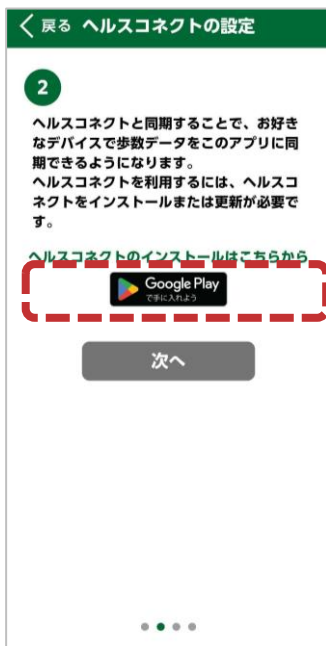 戻る ヘルスコネクトの設定
2
ヘルスコネクトと同期することで、お好き
なデバイスで歩数データをこのアプリに同
期できるようになります。
ヘルスコネクトを利用するには、ヘルスコ
ネクトをインストールまたは更新が必要で
す。
ヘルスコネクトのインストールはこちらから
Google Play
で手に入れよう
次へ